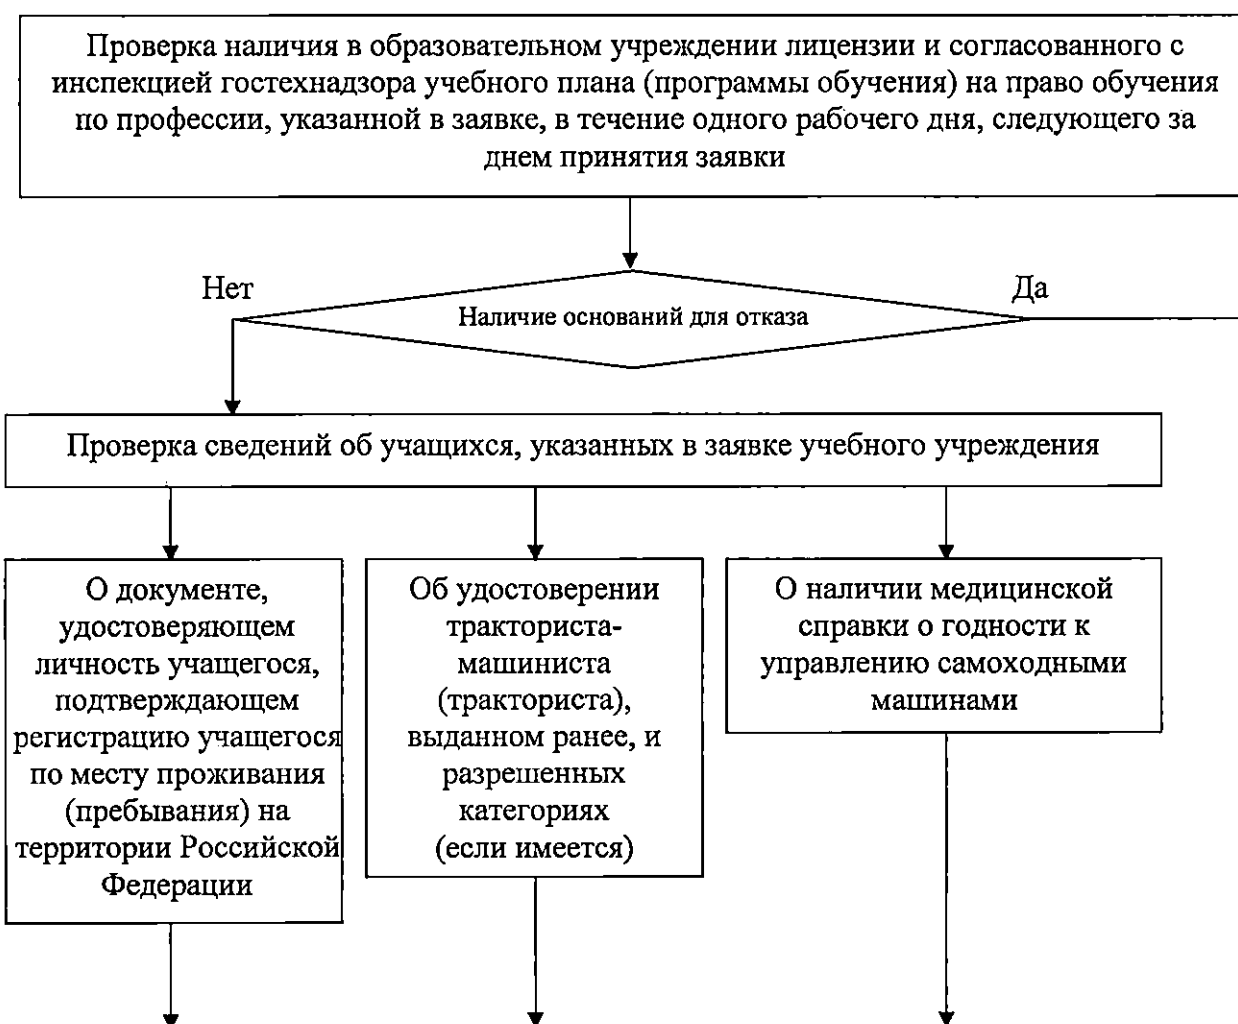 Проверка наличия в образовательном учреждении лицензии и согласованного с
инспекцией гостехнадзора учебного плана (программы обучения) на право обучения
по профессии, указанной в заявке, в течение одного рабочего дня, следующего за
днем принятия заявки
Нет
Да
Наличие оснований для отказа
Проверка сведений об учащихся, указанных в заявке учебного учреждения
О документе,
удостоверяющем
личность учащегося,
подтверждающем
регистрацию учащегося
по месту проживания
(пребывания) на
территории Российской
Федерации
Об удостоверении
тракториста-
машиниста
(тракториста),
выданном ранее, и
разрешенных
категориях
(если имеется)
О наличии медицинской
справки о годности к
управлению самоходными
машинами